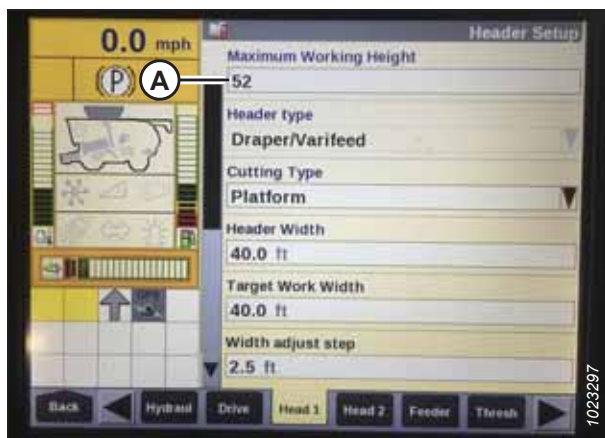 0.0 mph
(P)
A
Header Setup
Maximum Working Height
52
Header type
Draper/Varifeed
Cutting Type
Platform
Header Width
40.0 ft
Target Work Width
40.0 ft
Width adjust step
2.5 ft
Back
Hydraul
Drive
Head 1
Head 2
Feeder
Thresh
1023297